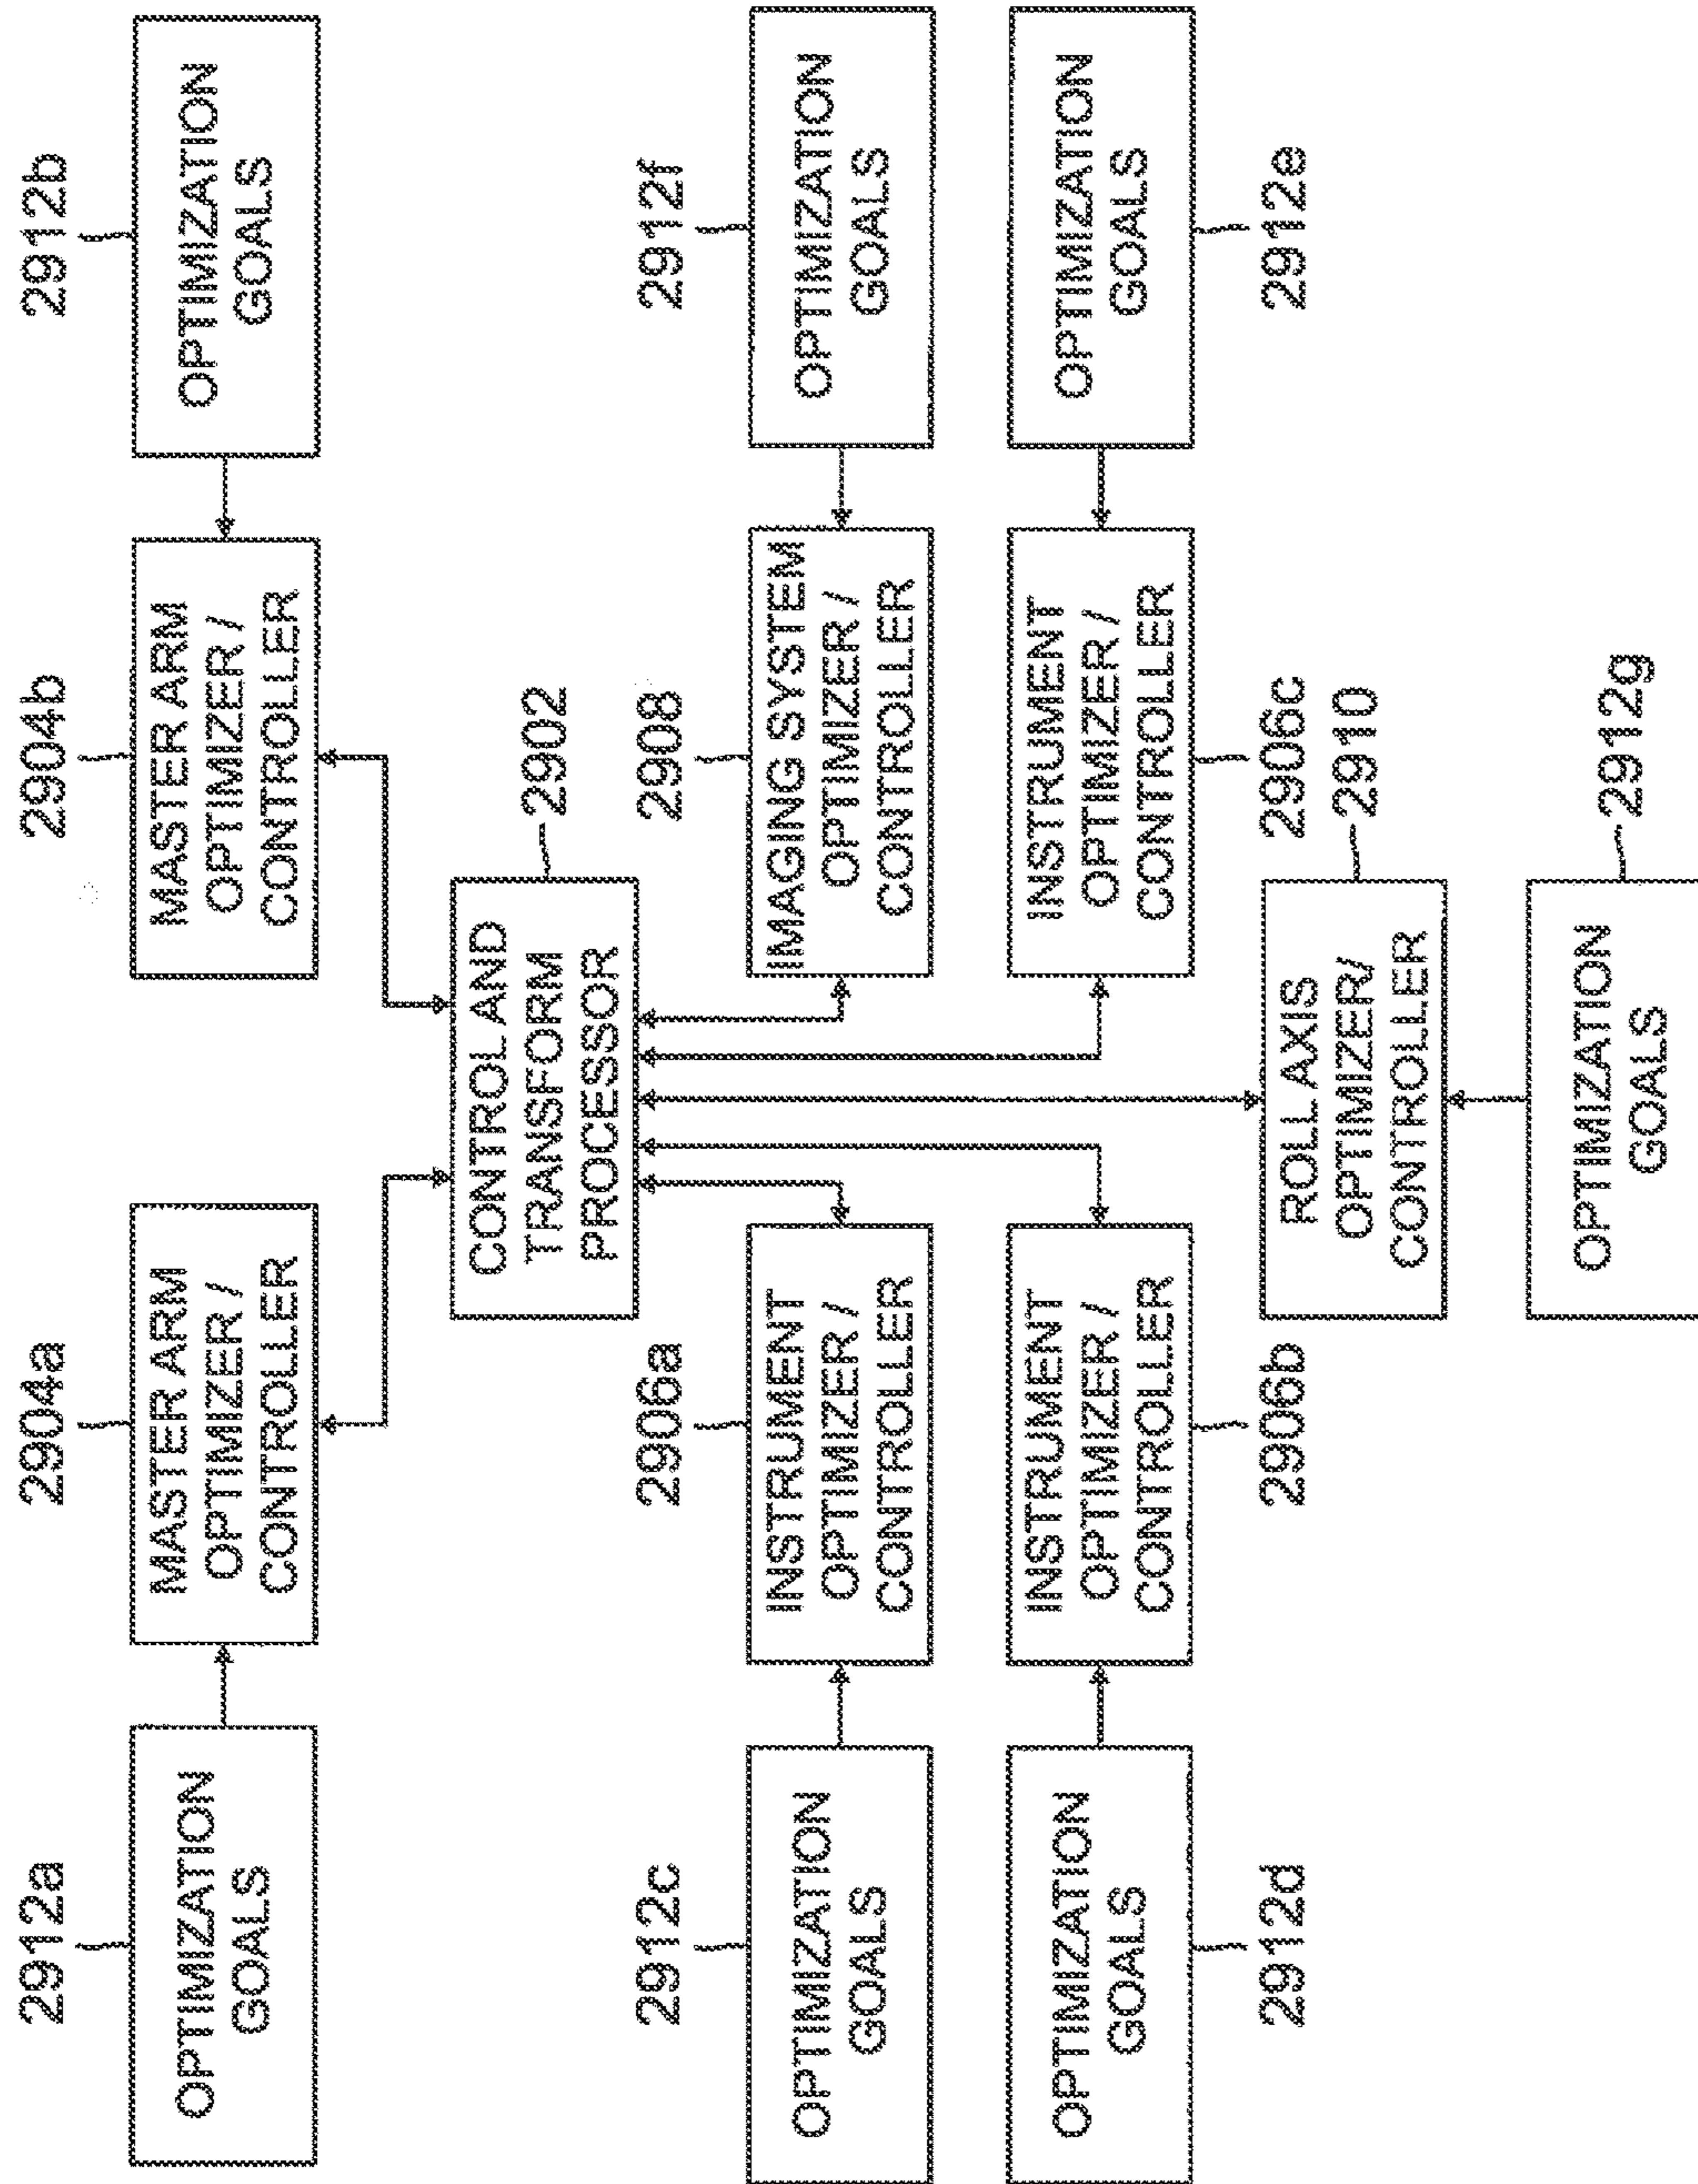 2912a
OPTIMIZATION
GOALS
2904a
MASTER ARM
OPTIMIZER /
CONTROLLER
2904b
MASTER ARM
OPTIMIZER /
CONTROLLER
2912b
OPTIMIZATION
GOALS
CONTROL AND
TRANSFORM
PROCESSOR
2902
2912c
OPTIMIZATION
GOALS
2906a
INSTRUMENT
OPTIMIZER /
CONTROLLER
2908
IMAGING SYSTEM
OPTIMIZER /
CONTROLLER
2912f
OPTIMIZATION
GOALS
OPTIMIZATION
GOALS
2912d
INSTRUMENT
OPTIMIZER /
CONTROLLER
2906b
INSTRUMENT
OPTIMIZER /
CONTROLLER
2906c
OPTIMIZATION
GOALS
2912e
ROLL AXIS
OPTIMIZER/
CONTROLLER
2910
OPTIMIZATION
GOALS
2912g